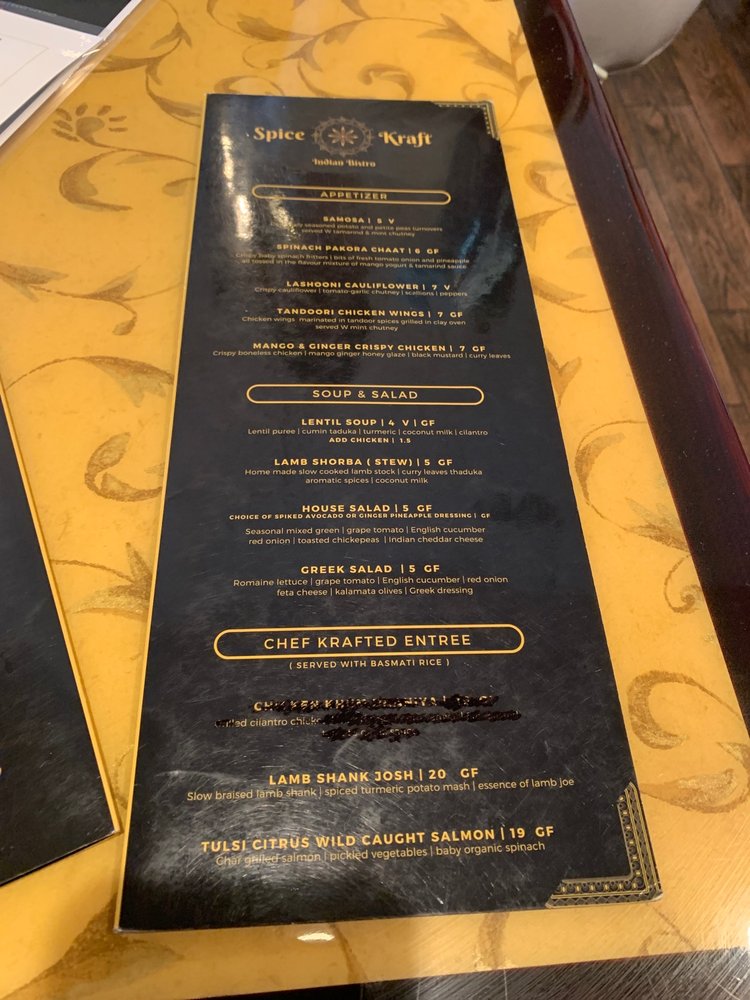 Spice Kraft
Indian Bistro
APPETIZER
SAMOSA | 5 V
seasoned potato and petite peas turnovers
served W tamarind & mint chutney
SPINACH PAKORA CHAAT | 6 GF
Crispy baby spinach fritters | bits of fresh tomato onion and pineapple
all tossed in the flavour mixture of mango yogurt & tamarind sauce
LASHOONI CAULIFLOWER | 7 V
Crispy cauliflower | tomato-garlic chutney | scallions | peppers
TANDOORI CHICKEN WINGS | 7 GF
Chicken wings marinated in tandoor spices grilled in clay oven
served W mint chutney
MANGO & GINGER CRISPY CHICKEN | 7 GF
Crispy boneless chicken | mango ginger honey glaze | black mustard | curry leaves
SOUP & SALAD
LENTIL SOUP | 4 V | GF
Lentil puree | cumin taduka | turmeric | coconut milk | cilantro
ADD CHICKEN | 1.5
LAMB SHORBA ( STEW) | 5 GF
Home made slow cooked lamb stock | curry leaves thaduka
aromatic spices | coconut milk
HOUSE SALAD | 5 GF
CHOICE OF SPIKED AVOCADO OR GINGER PINEAPPLE DRESSING | GF
Seasonal mixed green | grape tomato | English cucumber
red onion | toasted chickepeas | Indian cheddar cheese
GREEK SALAD | 5 GF
Romaine lettuce | grape tomato | English cucumber | red onion
feta cheese | kalamata olives | Greek dressing
CHEF KRAFTED ENTREE
( SERVED WITH BASMATI RICE )
CHICKEN
cilantro
LAMB SHANK JOSH | 20 GF
Slow braised lamb shank | spiced turmeric potato mash | essence of lamb joe
TULSI CITRUS WILD CAUGHT SALMON | 19 GF
Char grilled salmon | pickled vegetables | baby organic spinach